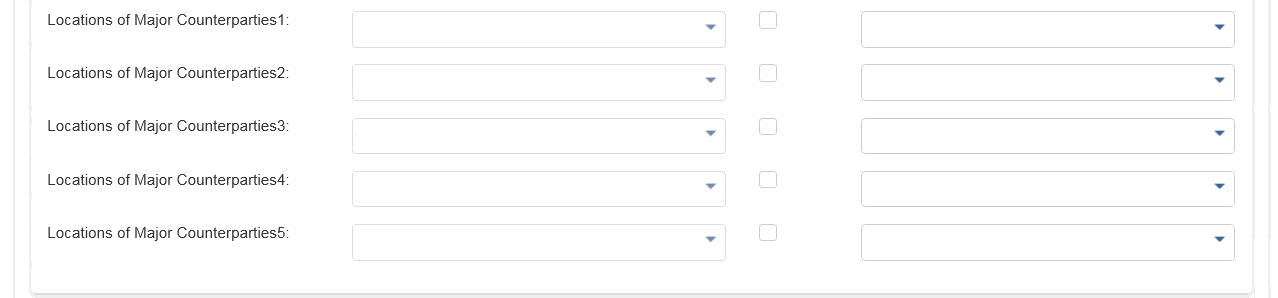 Locations of Major Counterparties1:
Locations of Major Counterparties2:
Locations of Major Counterparties3:
Locations of Major Counterparties4:
Locations of Major Counterparties5: